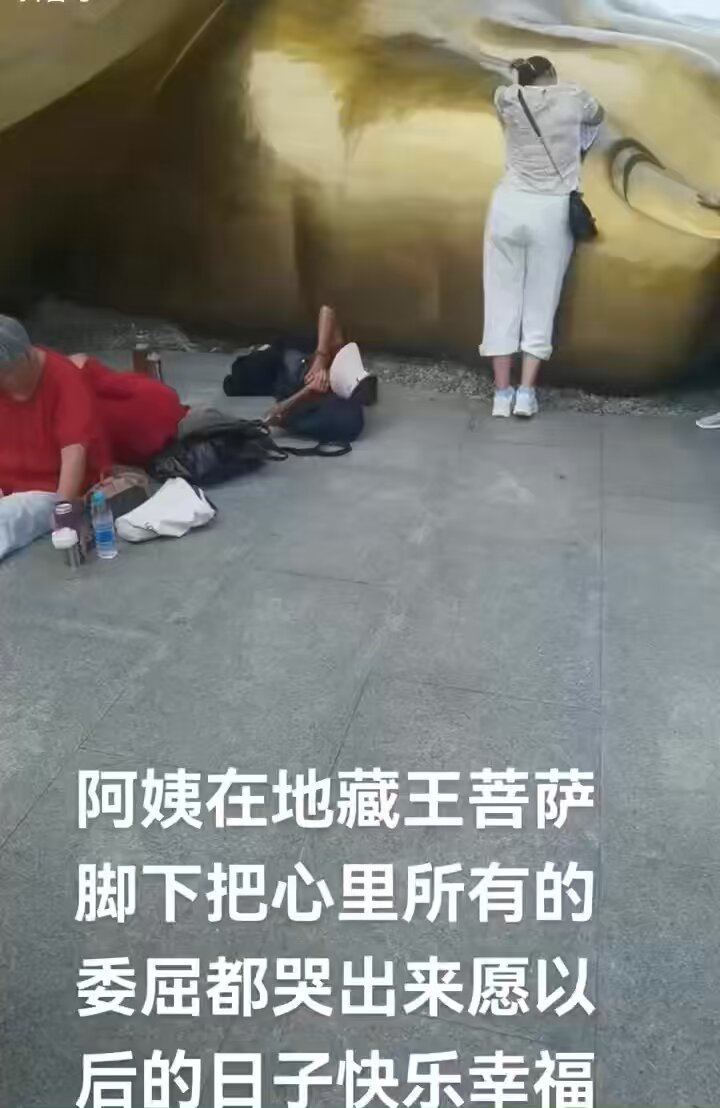 阿姨在地藏王菩萨
脚下把心里所有的
委屈都哭出来愿以
后的日子快乐幸福